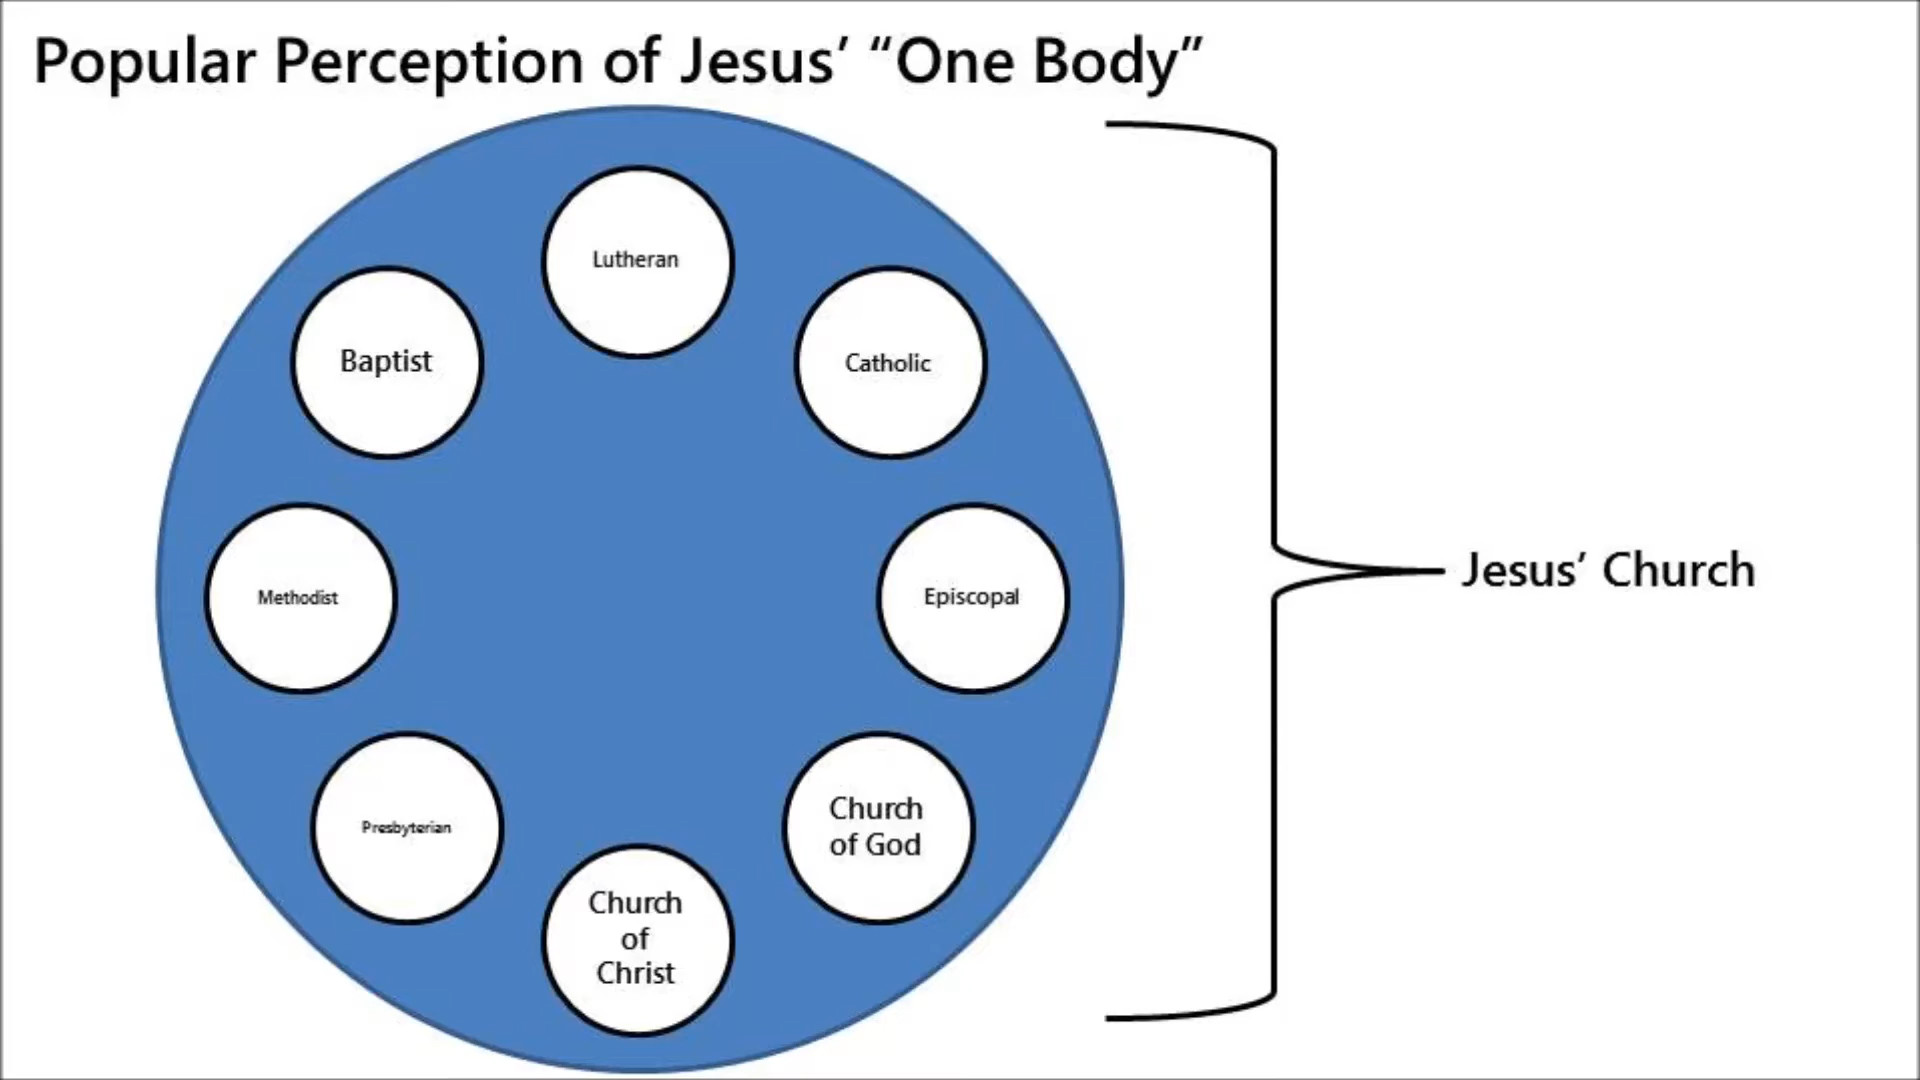 Popular Perception of Jesus’ “One Body”
Lutheran
Baptist
Catholic
Methodist
Episcopal
Jesus’ Church
Presbyterian
Church
of God
Church
of
Christ